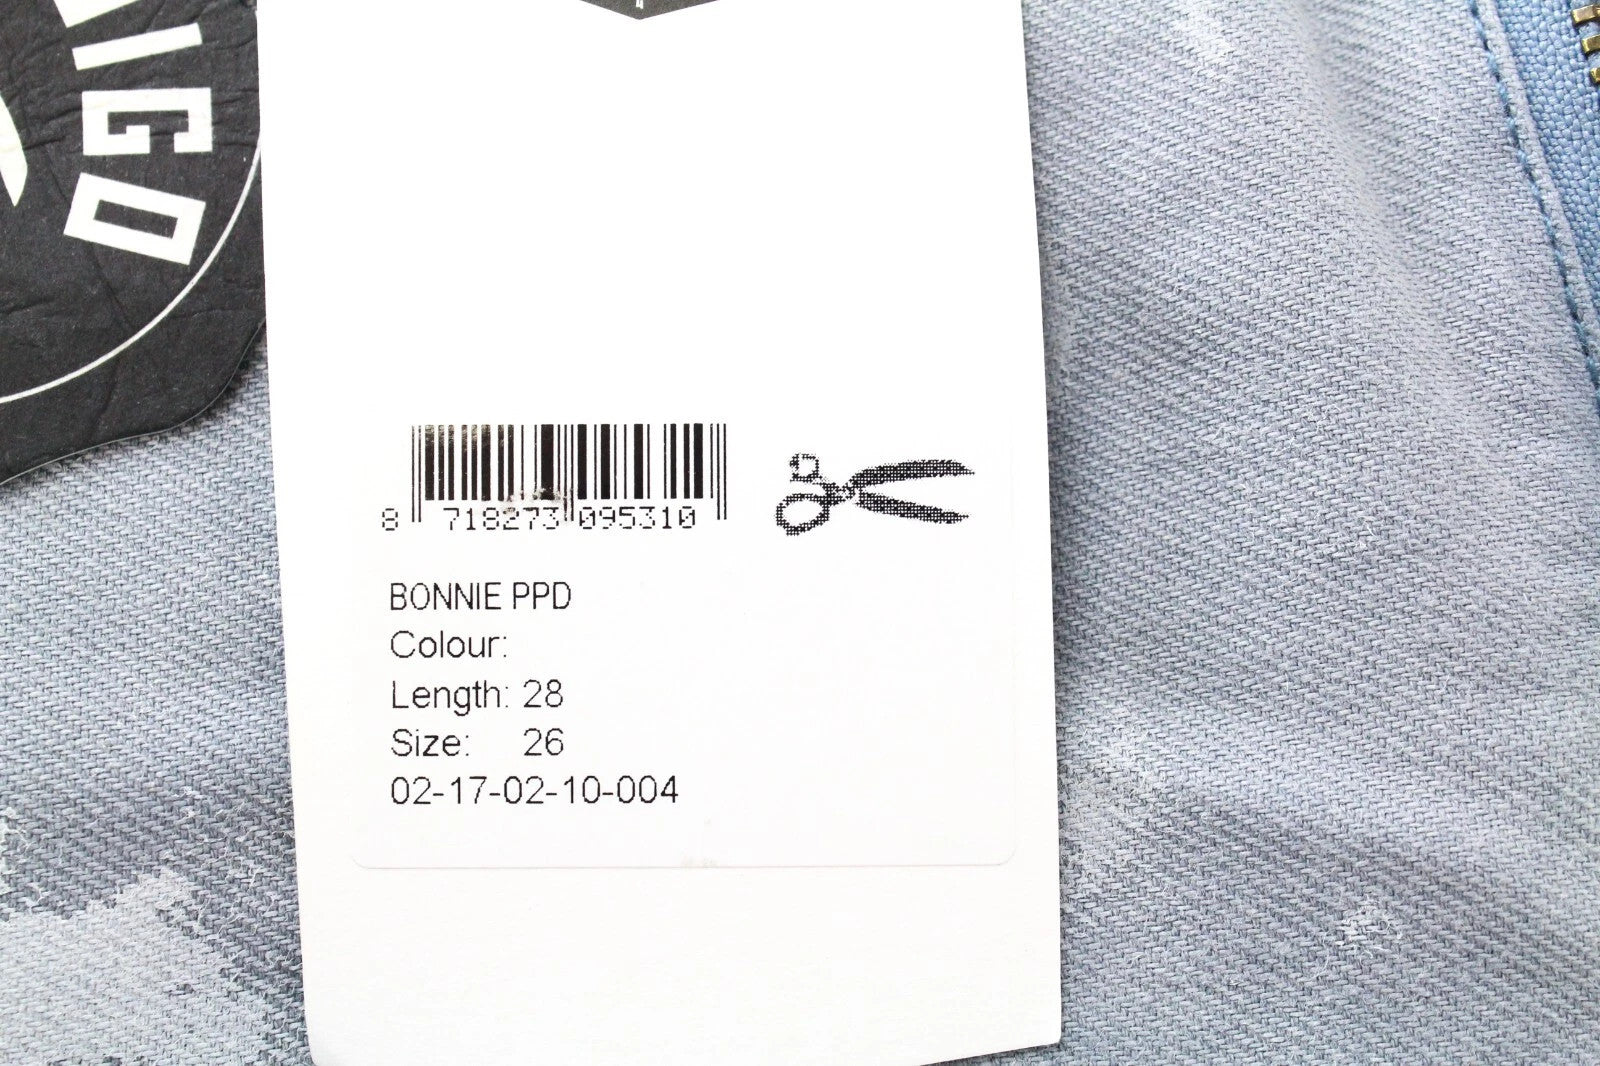 IGO
8 718273 095310
BONNIE PPD
Colour:
Length: 28
Size: 26
02-17-02-10-004